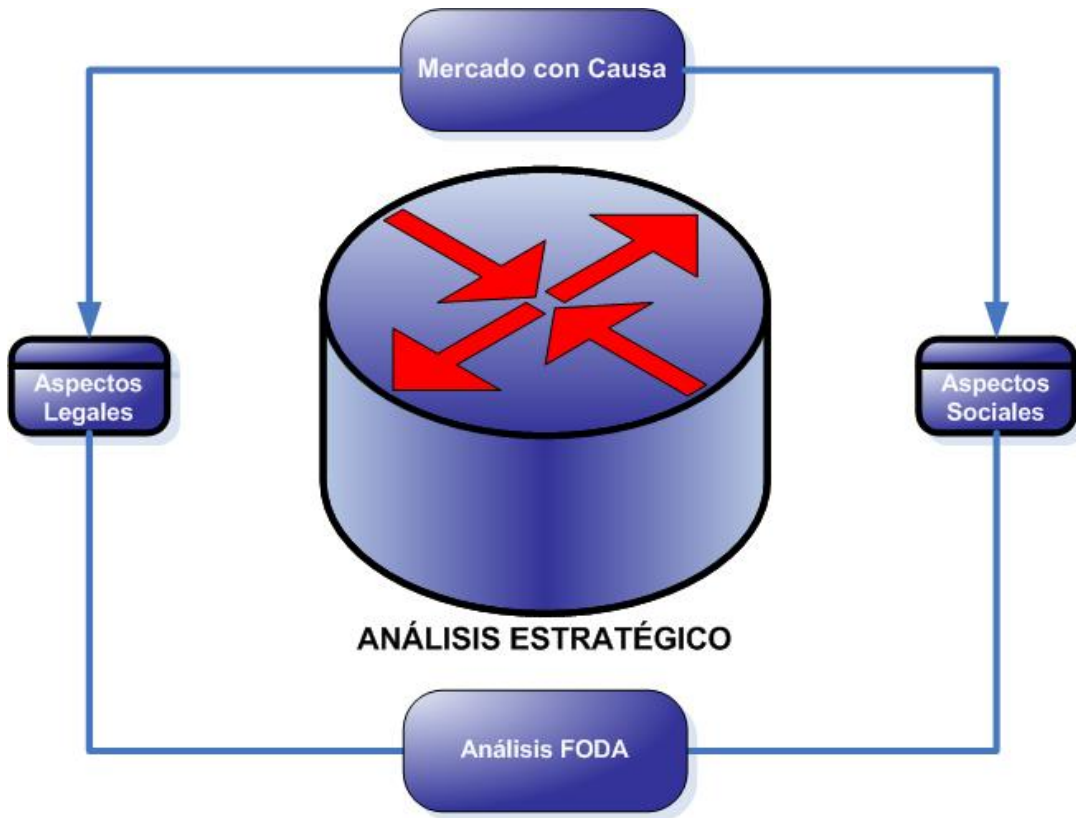 Mercado con Causa
Aspectos
Legales
Aspectos
Sociales
ANÁLISIS ESTRATÉGICO
Análisis FODA